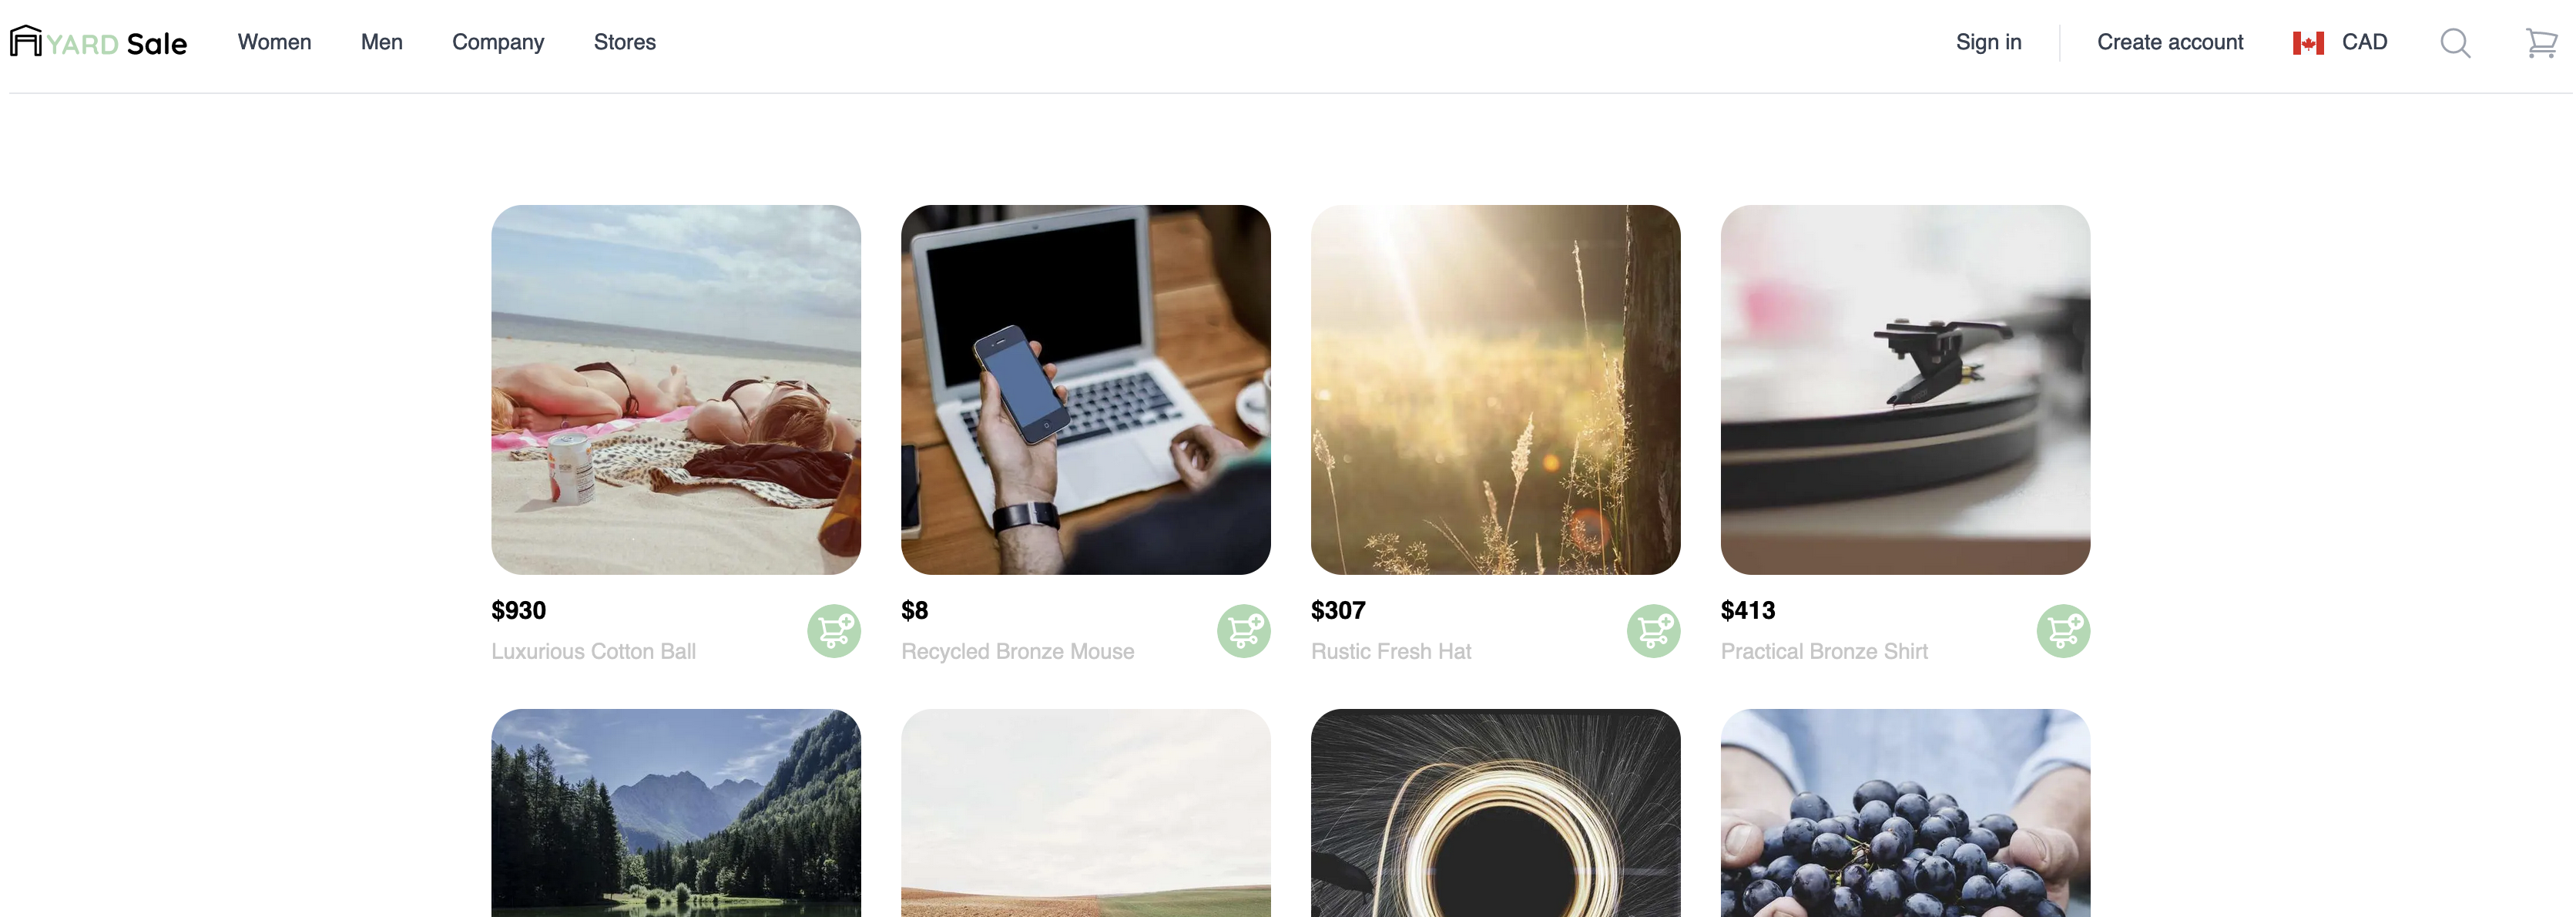 YARD Sale
Women
Men
Company
Stores
Sign in
Create account
CAD
$930
Luxurious Cotton Ball
$8
Recycled Bronze Mouse
$307
Rustic Fresh Hat
$413
Practical Bronze Shirt